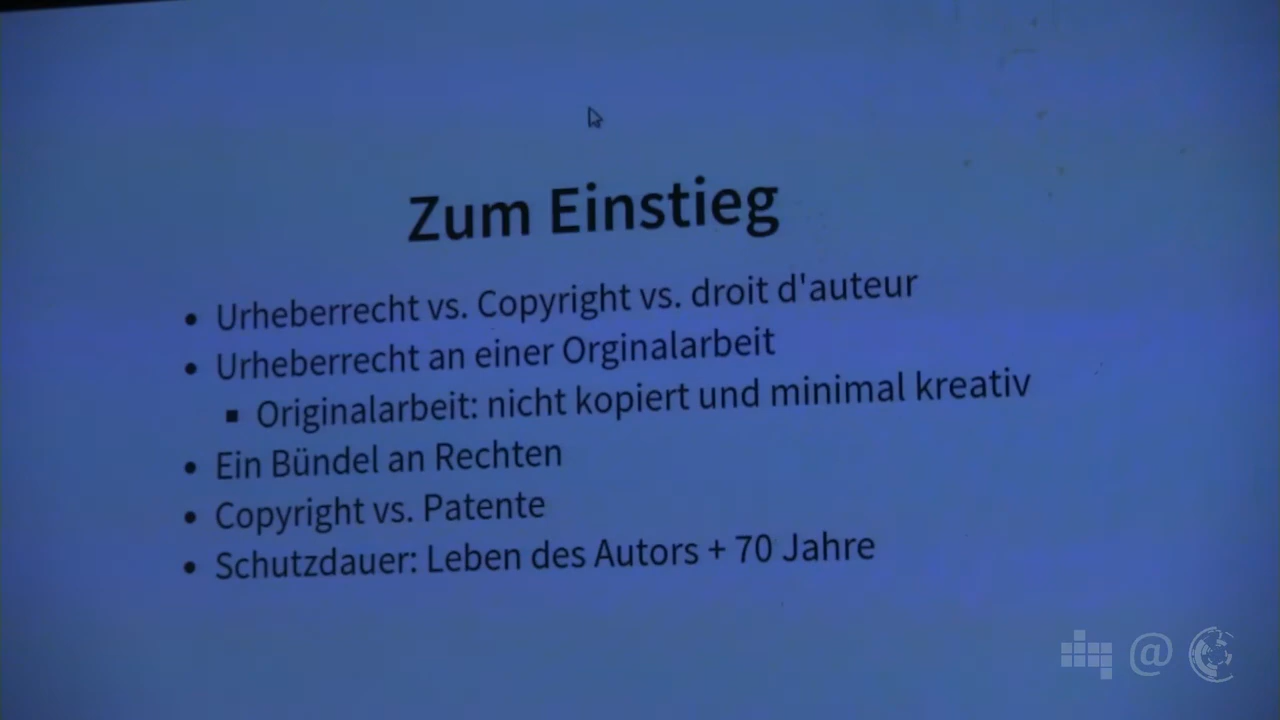 Zum Einstieg
• Urheberrecht vs. Copyright vs. droit d'auteur
• Urheberrecht an einer Orginalarbeit
▪ Originalarbeit: nicht kopiert und minimal kreativ
• Ein Bündel an Rechten
• Copyright vs. Patente
• Schutzdauer: Leben des Autors + 70 Jahre